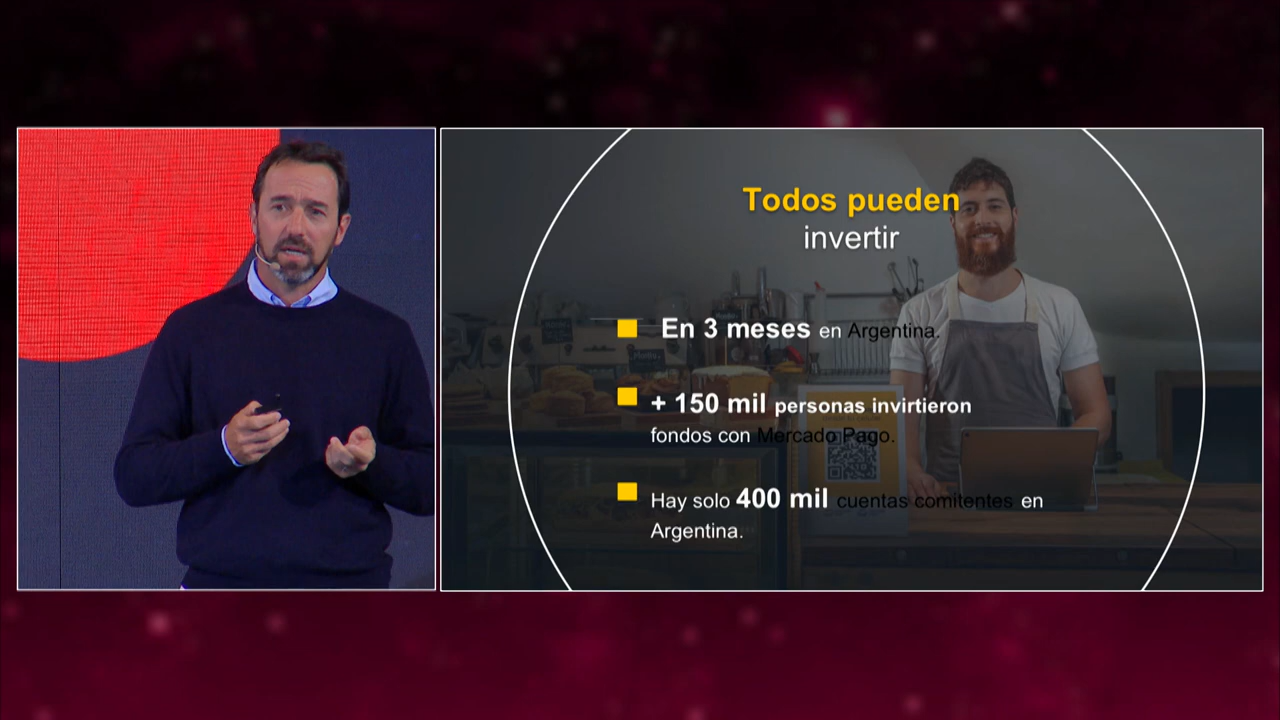 Todos pueden
invertir
En 3 meses en Argentina.
+ 150 mil personas invirtieron
fondos con Mercado Pago.
Hay solo 400 mil cuentas comitentes en
Argentina.